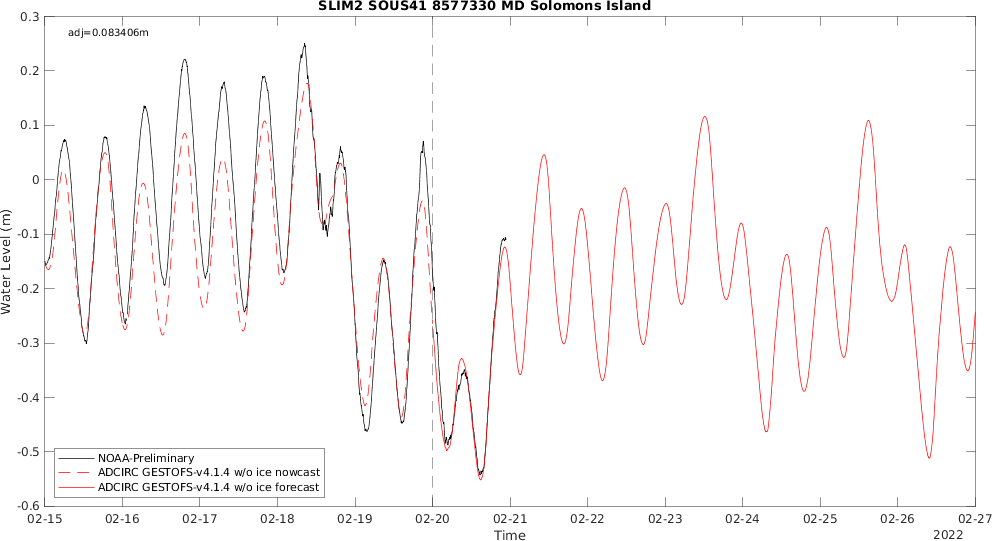 SLIM2 SOUS41 8577330 MD Solomons Island
adj=0.083406m
0.3
0.2
0.1
0
-0.1
-0.2
-0.3
-0.4
-0.5
-0.6
Water Level (m)
NOAA-Preliminary
ADCIRC GESTOFS-v4.1.4 w/o ice nowcast
ADCIRC GESTOFS-v4.1.4 w/o ice forecast
02-15 02-16 02-17 02-18 02-19 02-20 02-21 02-22 02-23 02-24 02-25 02-26 02-27
Time
2022